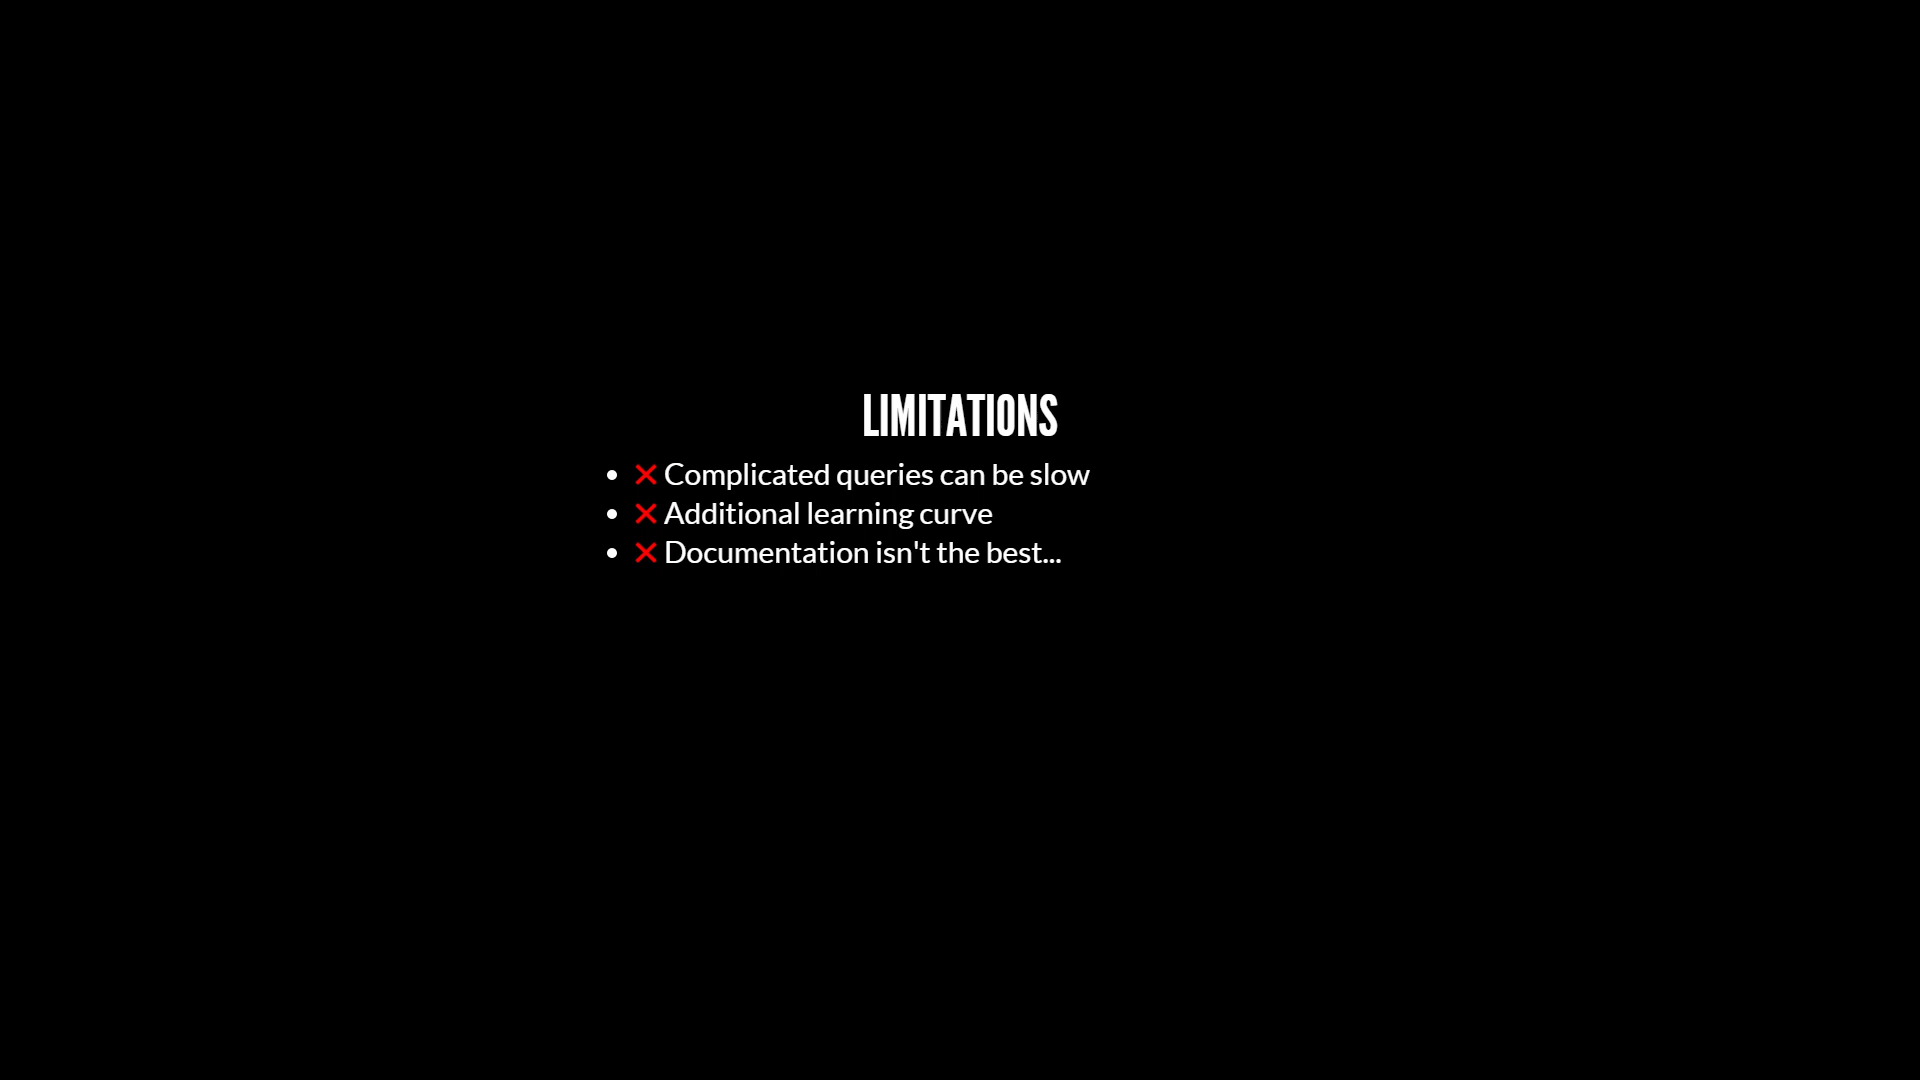 LIMITATIONS
• ❌ Complicated queries can be slow
• ❌ Additional learning curve
• ❌ Documentation isn't the best...